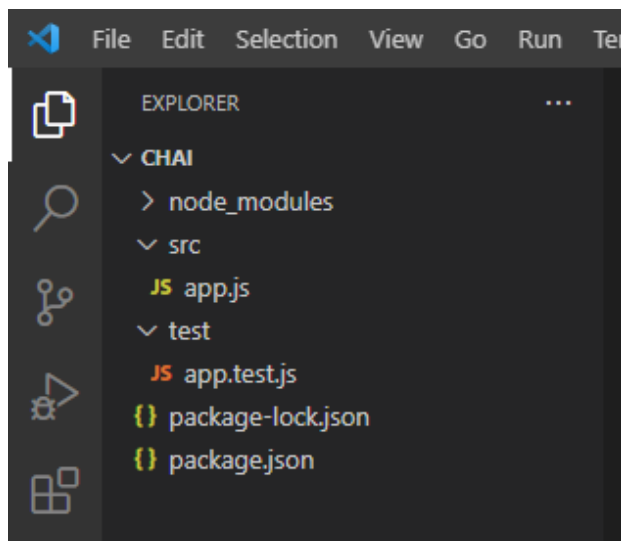 File Edit Selection View Go Run
EXPLORER ...
CHAI
node_modules
src
JS app.js
test
JS app.test.js
{} package-lock.json
{} package.json